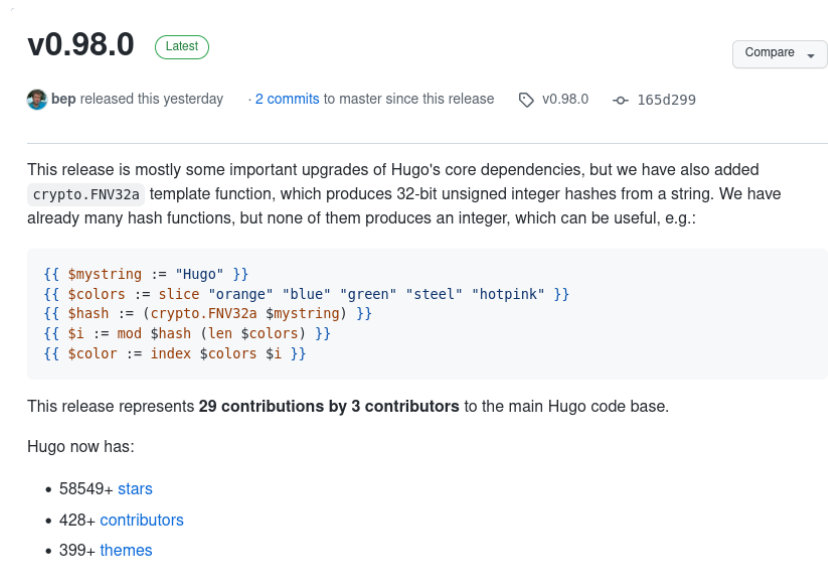 v0.98.0 Latest
Compare
bep released this yesterday · 2 commits to master since this release v0.98.0 165d299
This release is mostly some important upgrades of Hugo's core dependencies, but we have also added
crypto.FNV32a template function, which produces 32-bit unsigned integer hashes from a string. We have
already many hash functions, but none of them produces an integer, which can be useful, e.g.:
{{ $mystring := "Hugo" }}
{{ $colors := slice "orange" "blue" "green" "steel" "hotpink" }}
{{ $hash := (crypto.FNV32a $mystring) }}
{{ $i := mod $hash (len $colors) }}
{{ $color := index $colors $i }}
This release represents 29 contributions by 3 contributors to the main Hugo code base.
Hugo now has:
• 58549+ stars
• 428+ contributors
• 399+ themes